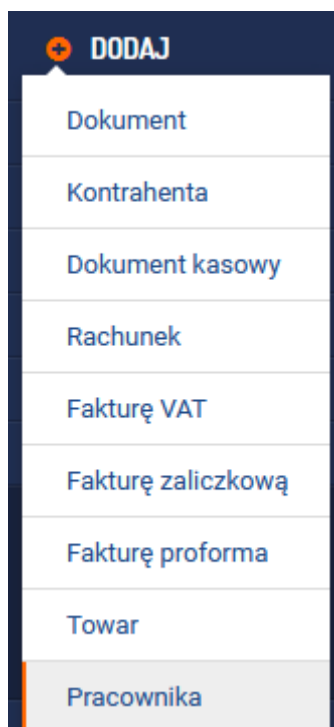 DODAJ
Dokument
Kontrahenta
Dokument kasowy
Rachunek
Fakturę VAT
Fakturę zaliczkową
Fakturę proforma
Towar
Pracownika